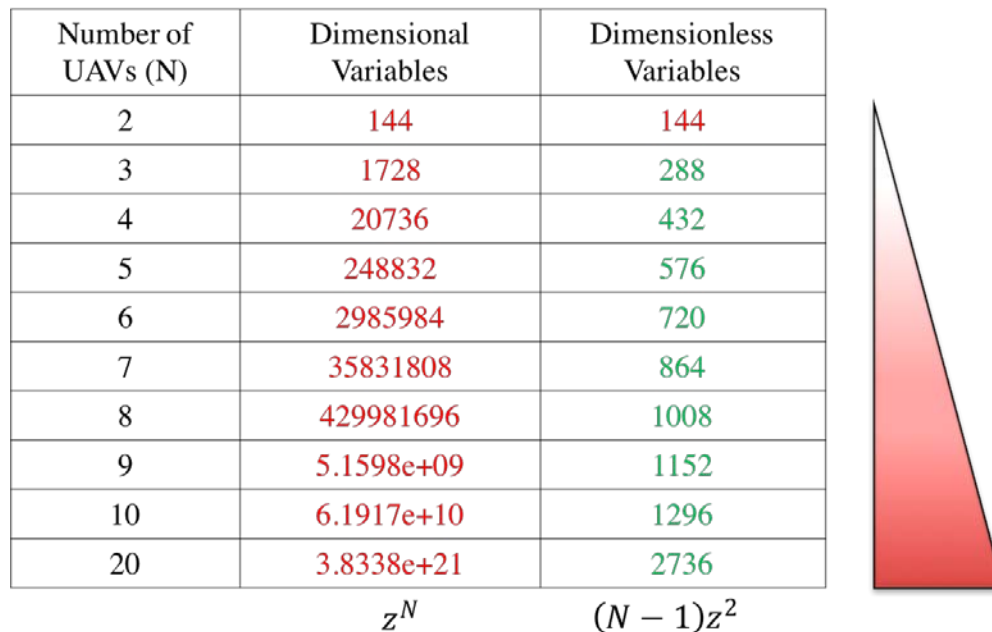 Number of UAVs (N) Dimensional Variables Dimensionless Variables
2 144 144
3 1728 288
4 20736 432
5 248832 576
6 2985984 720
7 35831808 864
8 429981696 1008
9 5.1598e+09 1152
10 6.1917e+10 1296
20 3.8338e+21 2736
z^N (N − 1)z^2